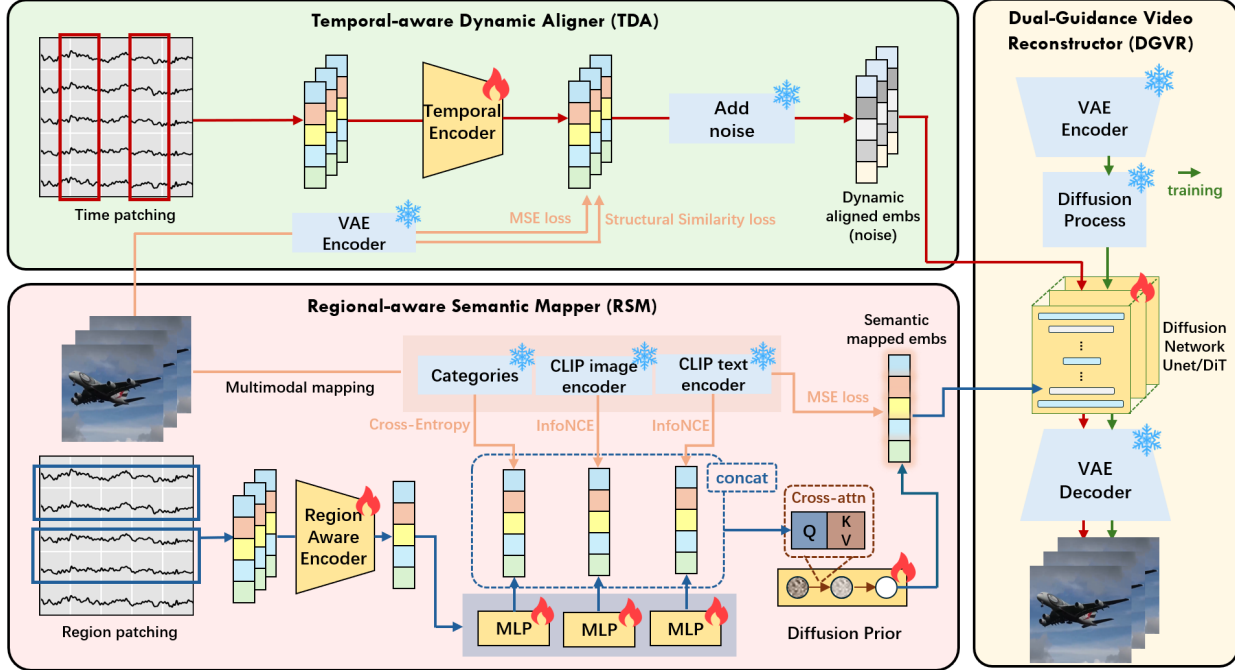 Temporal-aware Dynamic Aligner (TDA)
Time patching
Temporal
Encoder
Add
noise
Dynamic
aligned embs
(noise)
VAE
Encoder
MSE loss
Structural Similarity loss
Regional-aware Semantic Mapper (RSM)
Multimodal mapping
Categories
CLIP image
encoder
CLIP text
encoder
MSE loss
Semantic
mapped embs
Cross-Entropy
InfoNCE
InfoNCE
concat
Region patching
Region
Aware
Encoder
MLP
MLP
MLP
Cross-attn
Q
K
V
Diffusion Prior
Dual-Guidance Video
Reconstructor (DGVR)
VAE
Encoder
training
Diffusion
Process
Diffusion
Network
Unet/DiT
VAE
Decoder